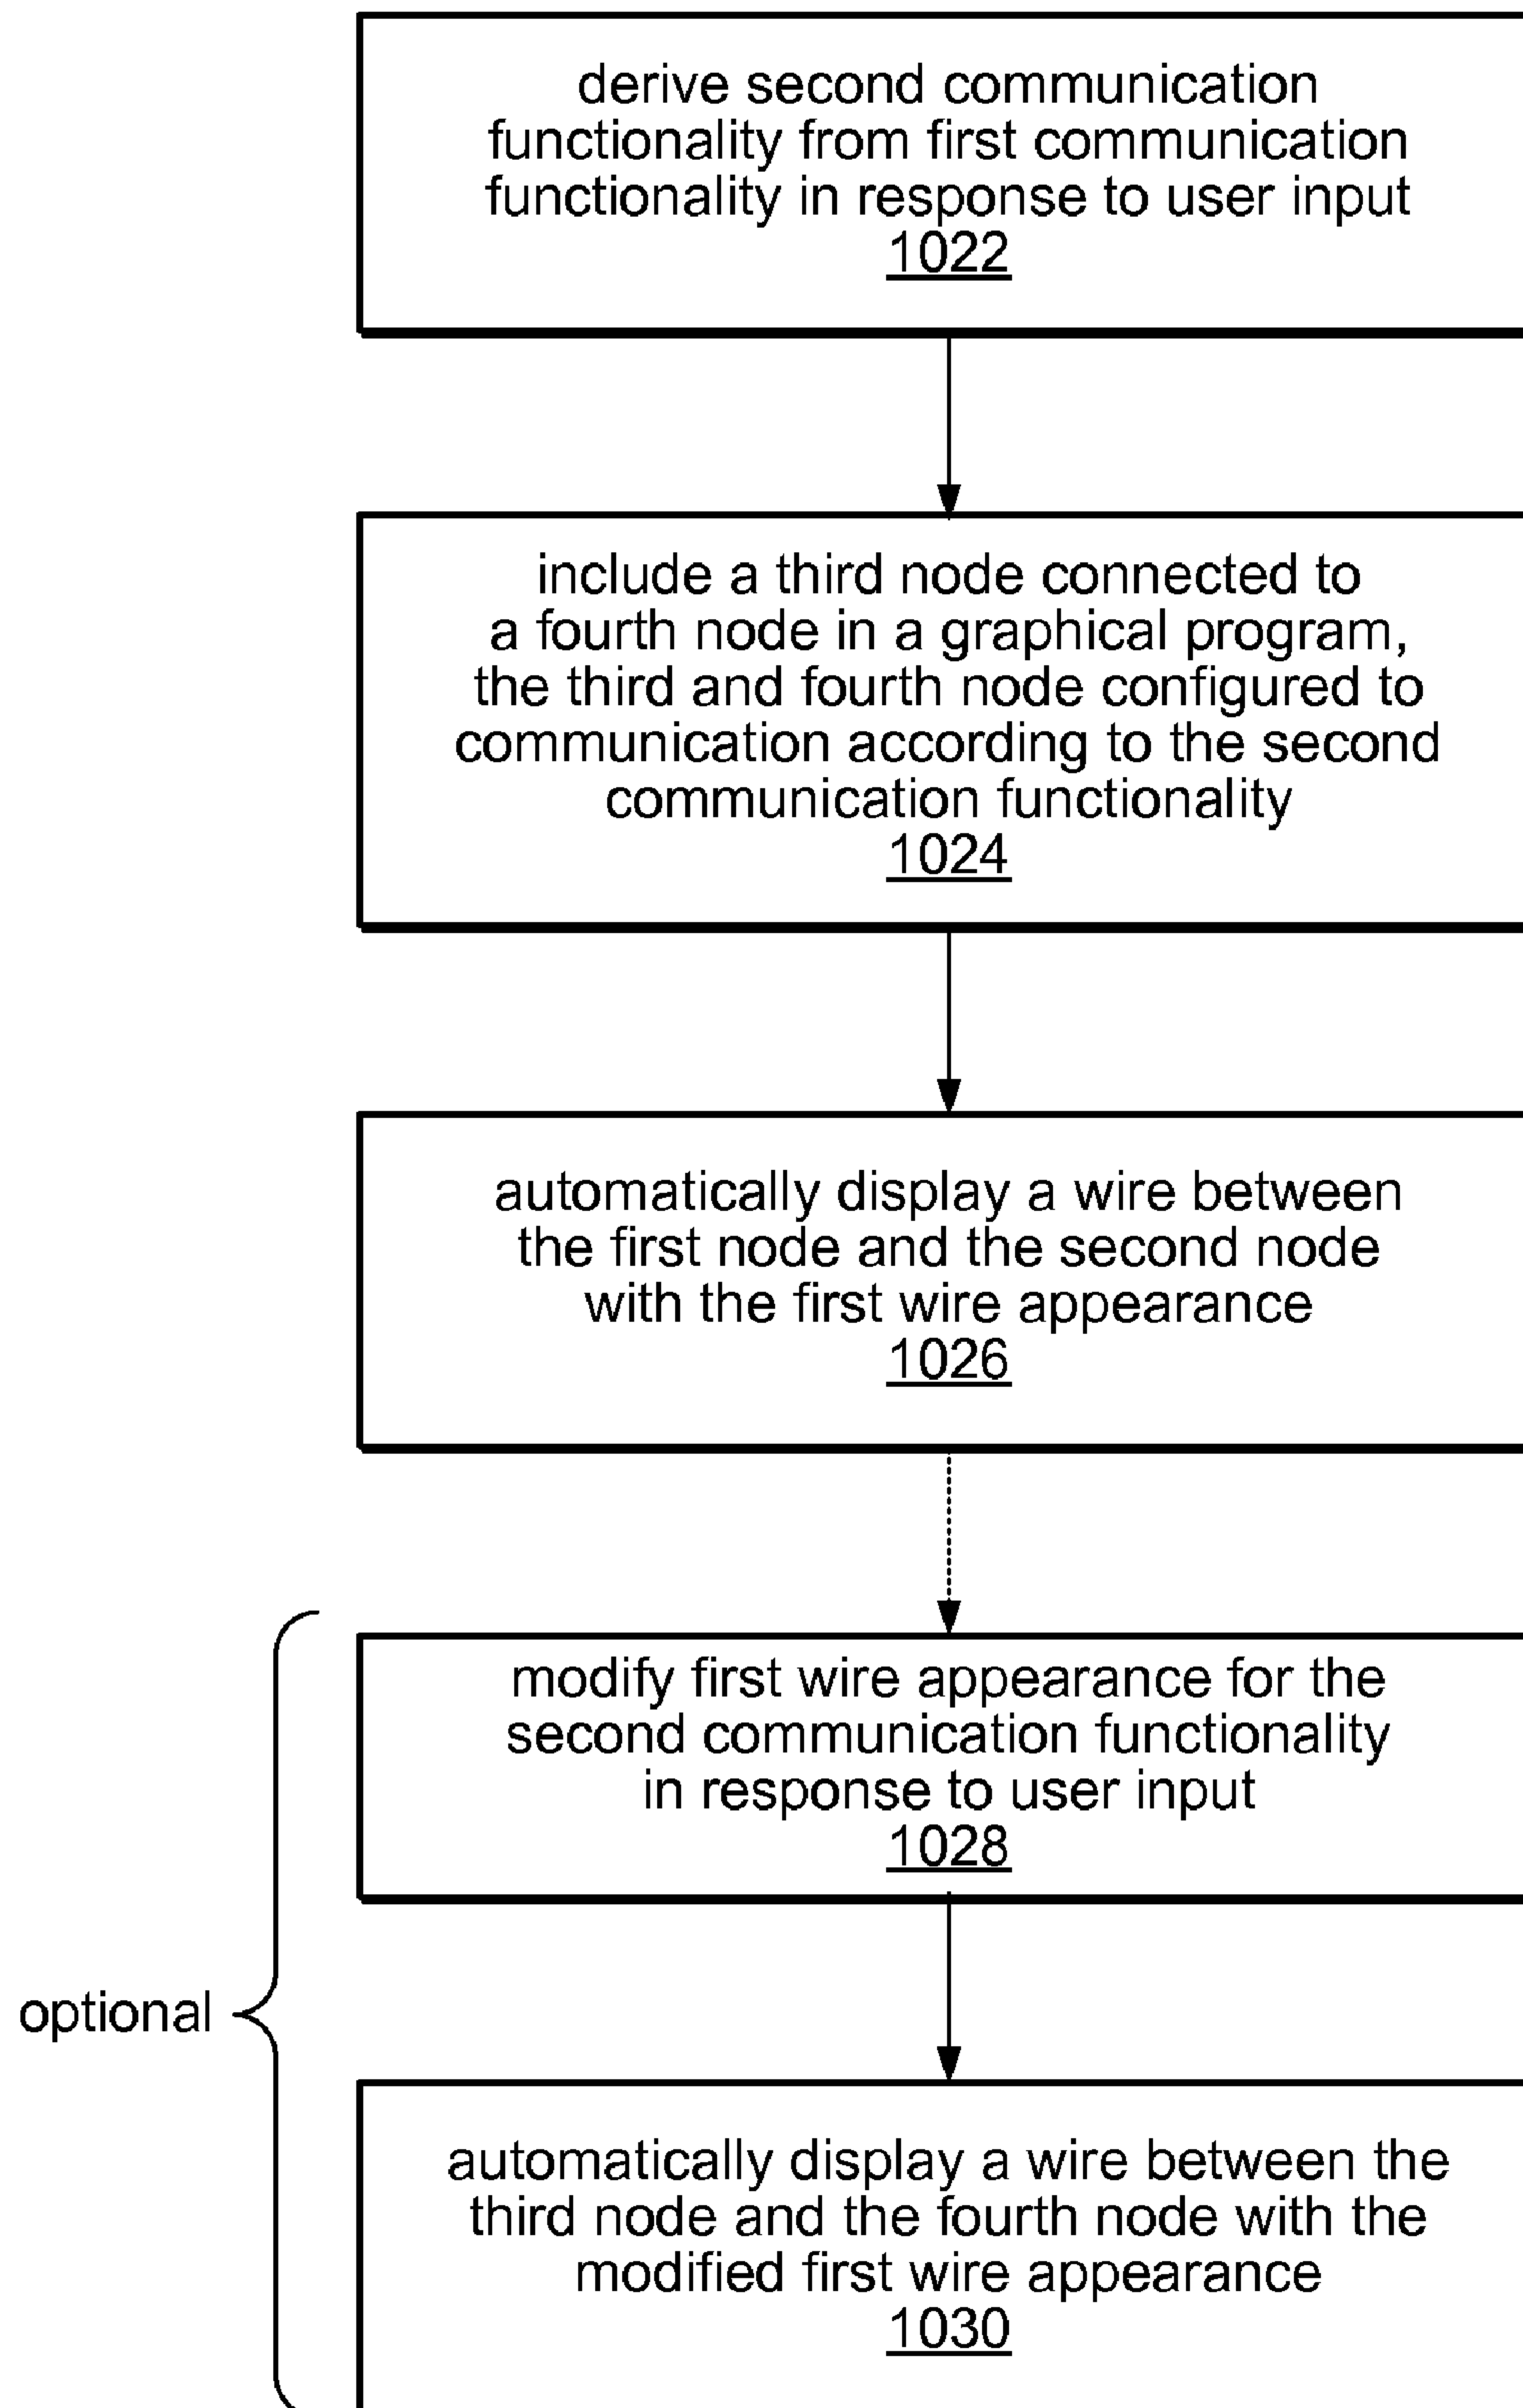 derive second communication
functionality from first communication
functionality in response to user input
1022
include a third node connected to
a fourth node in a graphical program,
the third and fourth node configured to
communication according to the second
communication functionality
1024
automatically display a wire between
the first node and the second node
with the first wire appearance
1026
modify first wire appearance for the
second communication functionality
in response to user input
1028
optional
automatically display a wire between the
third node and the fourth node with the
modified first wire appearance
1030